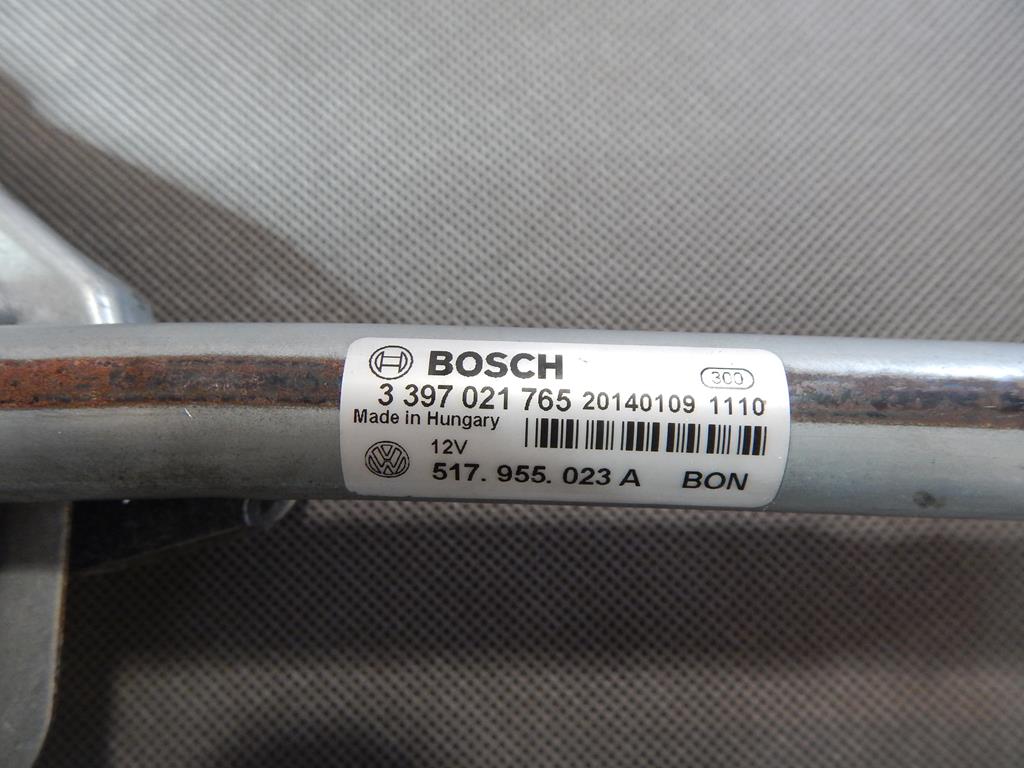 BOSCH
300
3 397 021 765 20140109 1110
Made in Hungary
12V
517. 955. 023 A BON